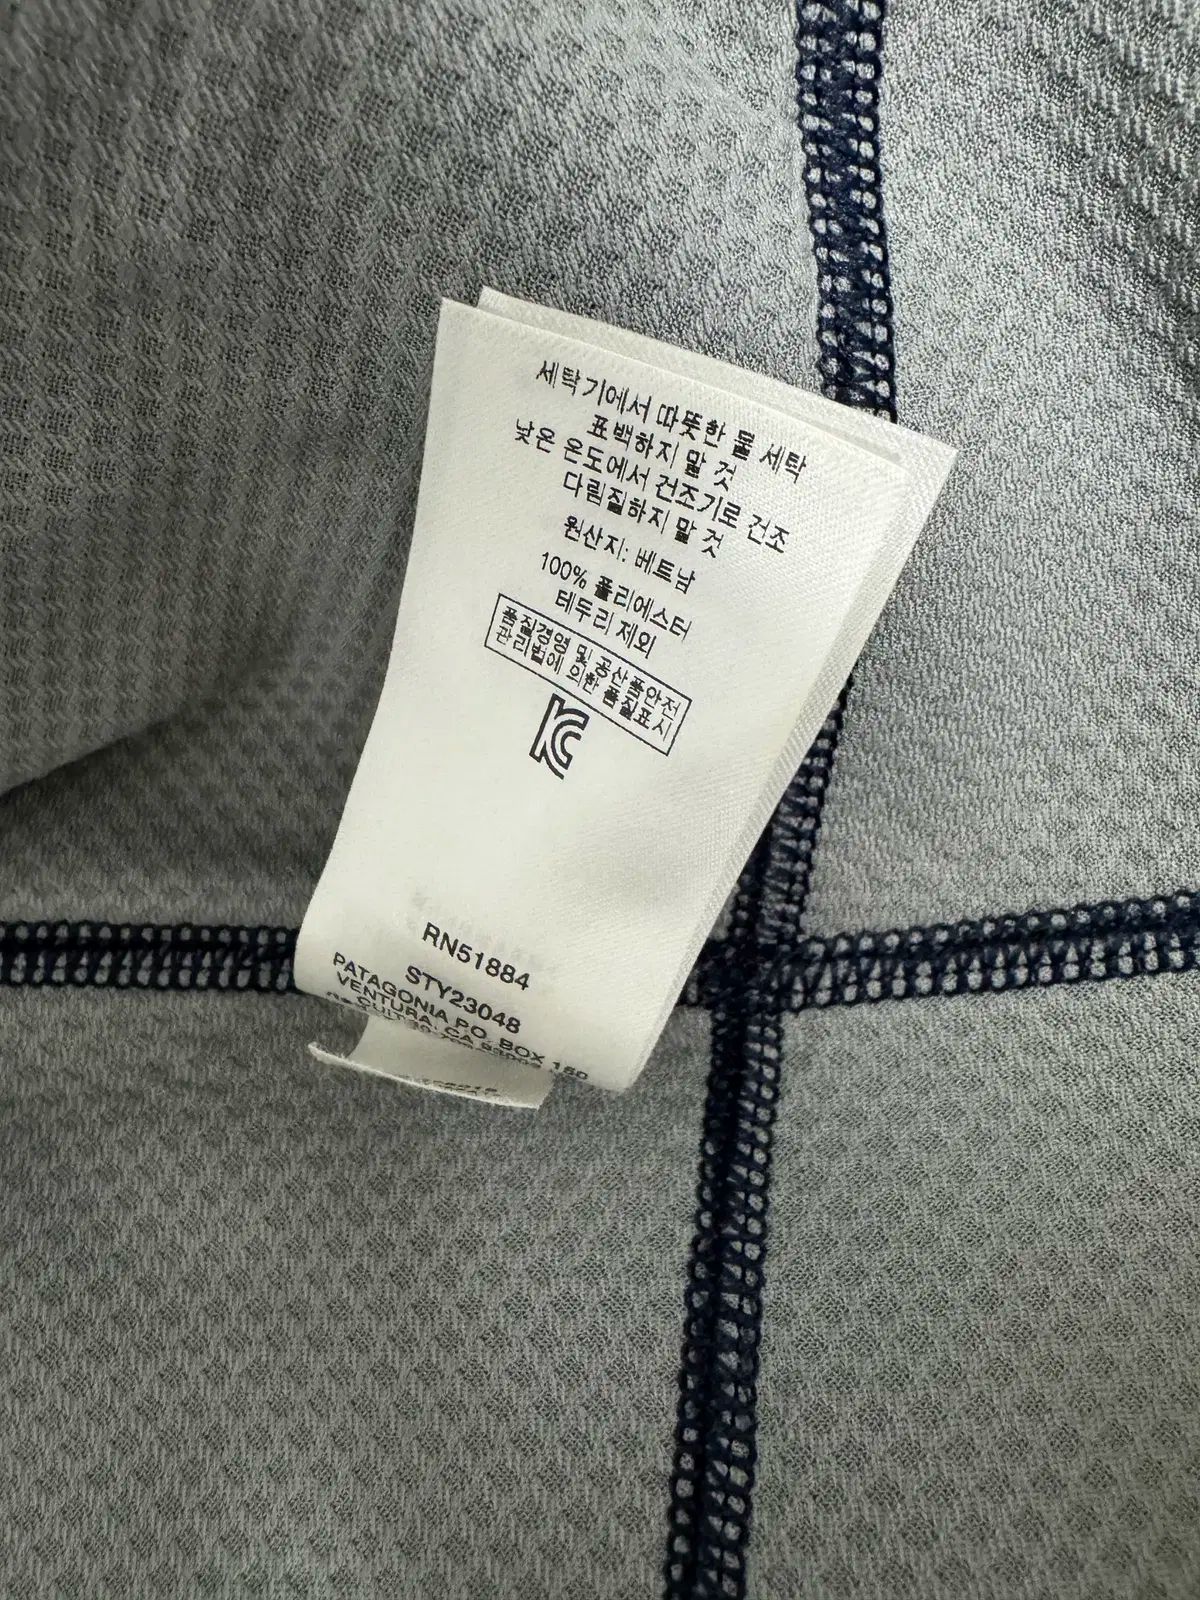 세탁기에서 따뜻한 물 세탁
표백하지 말 것
낮은 온도에서 건조기로 건조
다림질하지 말 것
원산지: 베트남
100% 폴리에스터
테두리 제외
품질경영 및 공산품안전
관리법에 의한 품질표시
RN51884
STY23048
PATAGONIA PO. BOX 150
VENTURA, CA